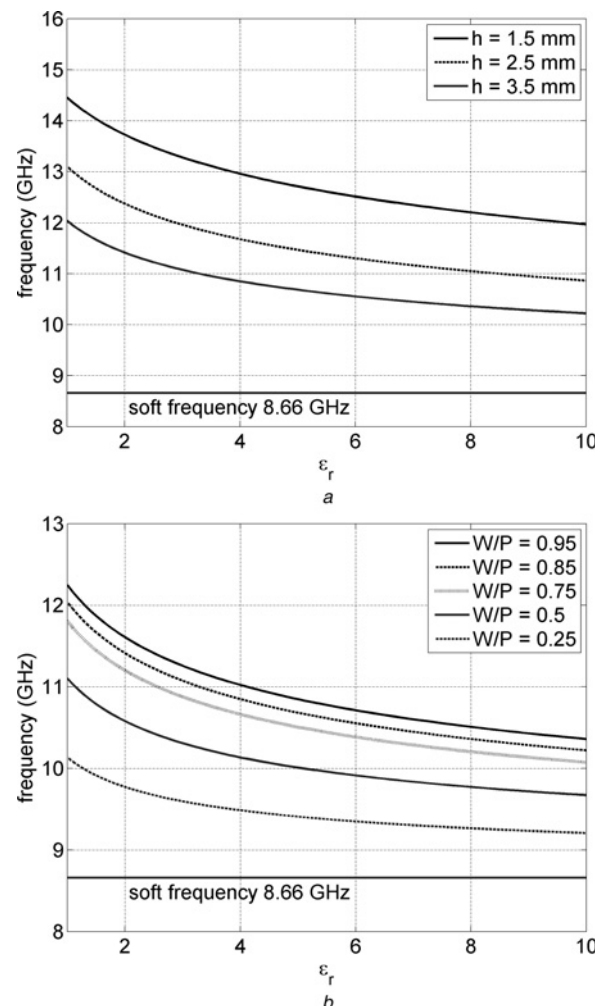 16
15
14
13
12
11
10
9
8
frequency (GHz)
h = 1.5 mm
h = 2.5 mm
h = 3.5 mm
soft frequency 8.66 GHz
2 4 6 8 10
εr
a
13
12
11
10
9
8
frequency (GHz)
W/P = 0.95
W/P = 0.85
W/P = 0.75
W/P = 0.5
W/P = 0.25
soft frequency 8.66 GHz
2 4 6 8 10
εr
b